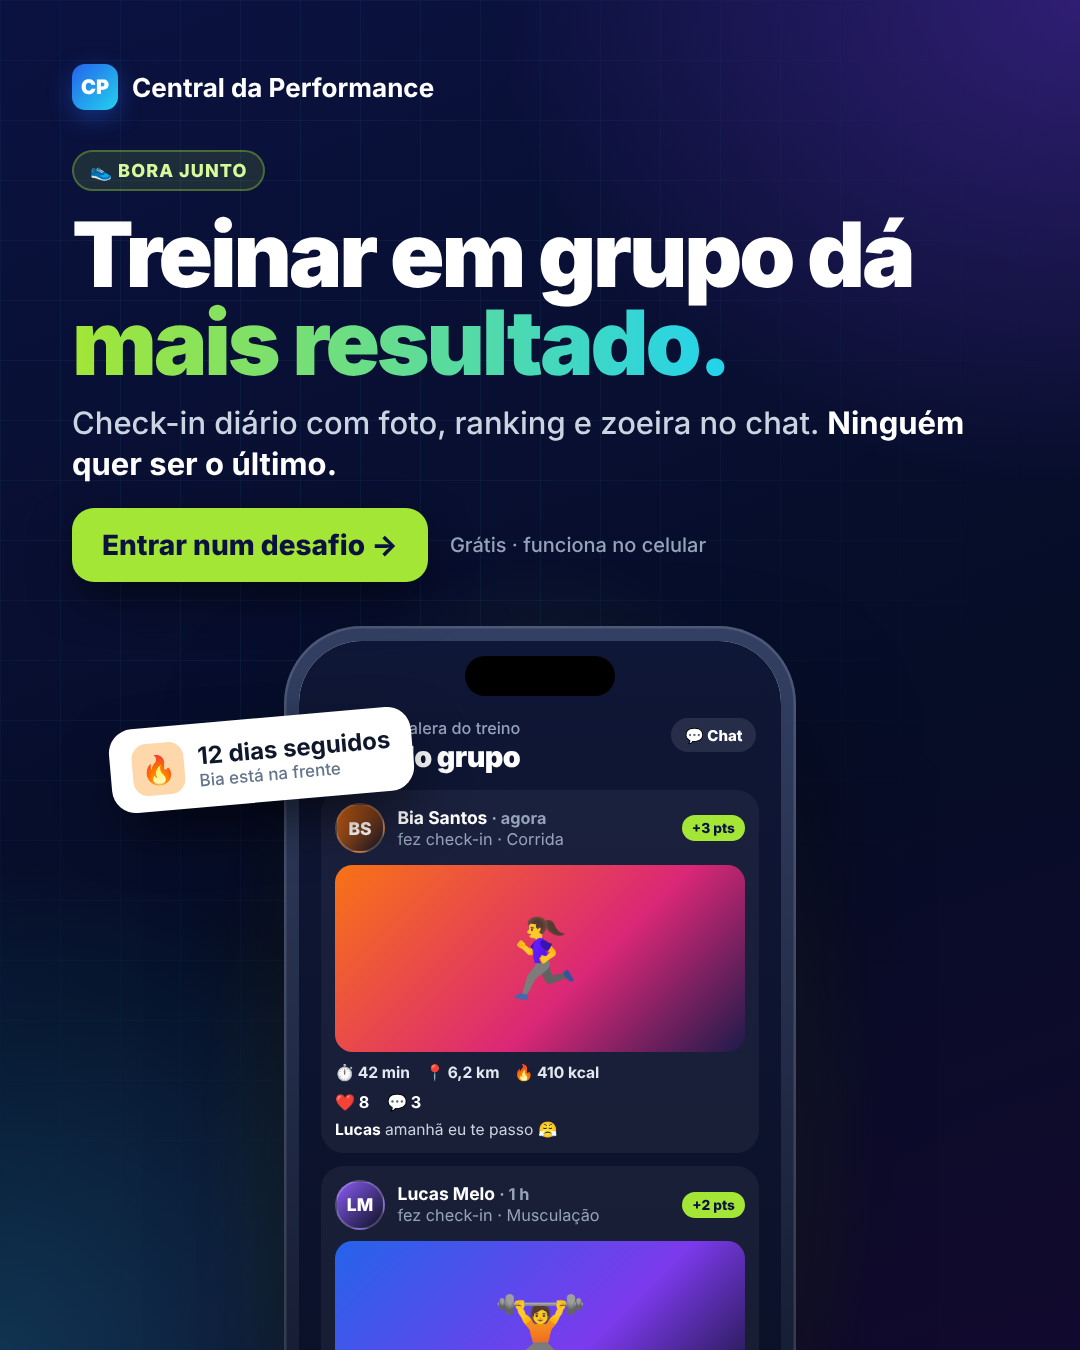 CP Central da Performance
BORA JUNTO
Treinar em grupo dá
mais resultado.
Check-in diário com foto, ranking e zoeira no chat. Ninguém
quer ser o último.
Entrar num desafio →
Grátis · funciona no celular
12 dias seguidos
Bia está na frente
alera do treino
lo grupo
Chat
BS
Bia Santos · agora
fez check-in · Corrida
+3 pts
42 min 6,2 km 410 kcal
8 3
Lucas amanhã eu te passo
LM
Lucas Melo · 1 h
fez check-in · Musculação
+2 pts